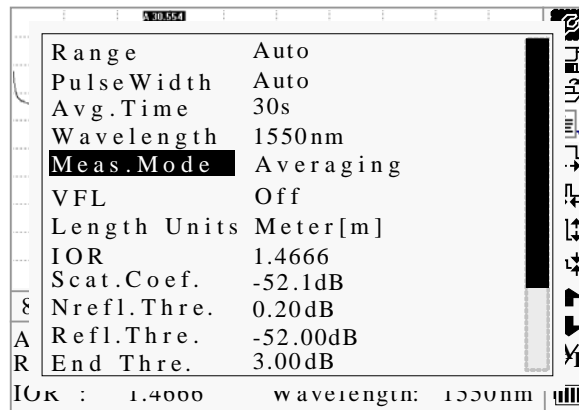 A 30.554
Range Auto
PulseWidth Auto
Avg.Time 30s
Wavelength 1550nm
Meas.Mode Averaging
VFL Off
Length Units Meter[m]
IOR 1.4666
Scat.Coef. -52.1dB
Nrefl.Thre. 0.20dB
Refl.Thre. -52.00dB
End Thre. 3.00dB
8
A
R
IOR : 1.4666 Wavelength: 1550nm